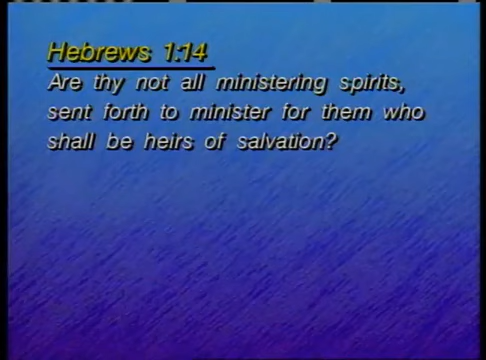 Hebrews 1:14
Are thy not all ministering spirits,
sent forth to minister for them who
shall be heirs of salvation?